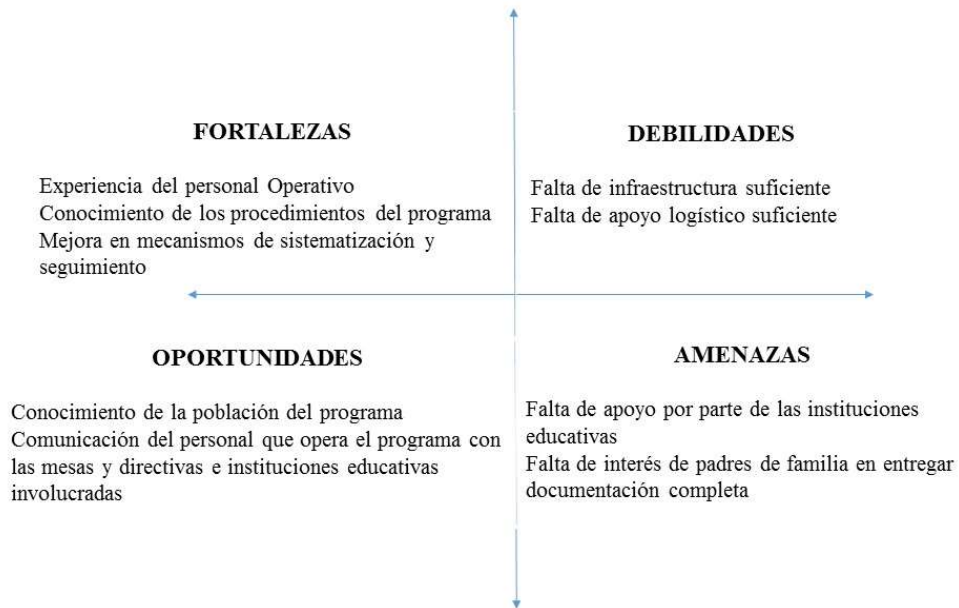 FORTALEZAS
Experiencia del personal Operativo
Conocimiento de los procedimientos del programa
Mejora en mecanismos de sistematización y
seguimiento
DEBILIDADES
Falta de infraestructura suficiente
Falta de apoyo logístico suficiente
OPORTUNIDADES
Conocimiento de la población del programa
Comunicación del personal que opera el programa con
las mesas y directivas e instituciones educativas
involucradas
AMENAZAS
Falta de apoyo por parte de las instituciones
educativas
Falta de interés de padres de familia en entregar
documentación completa